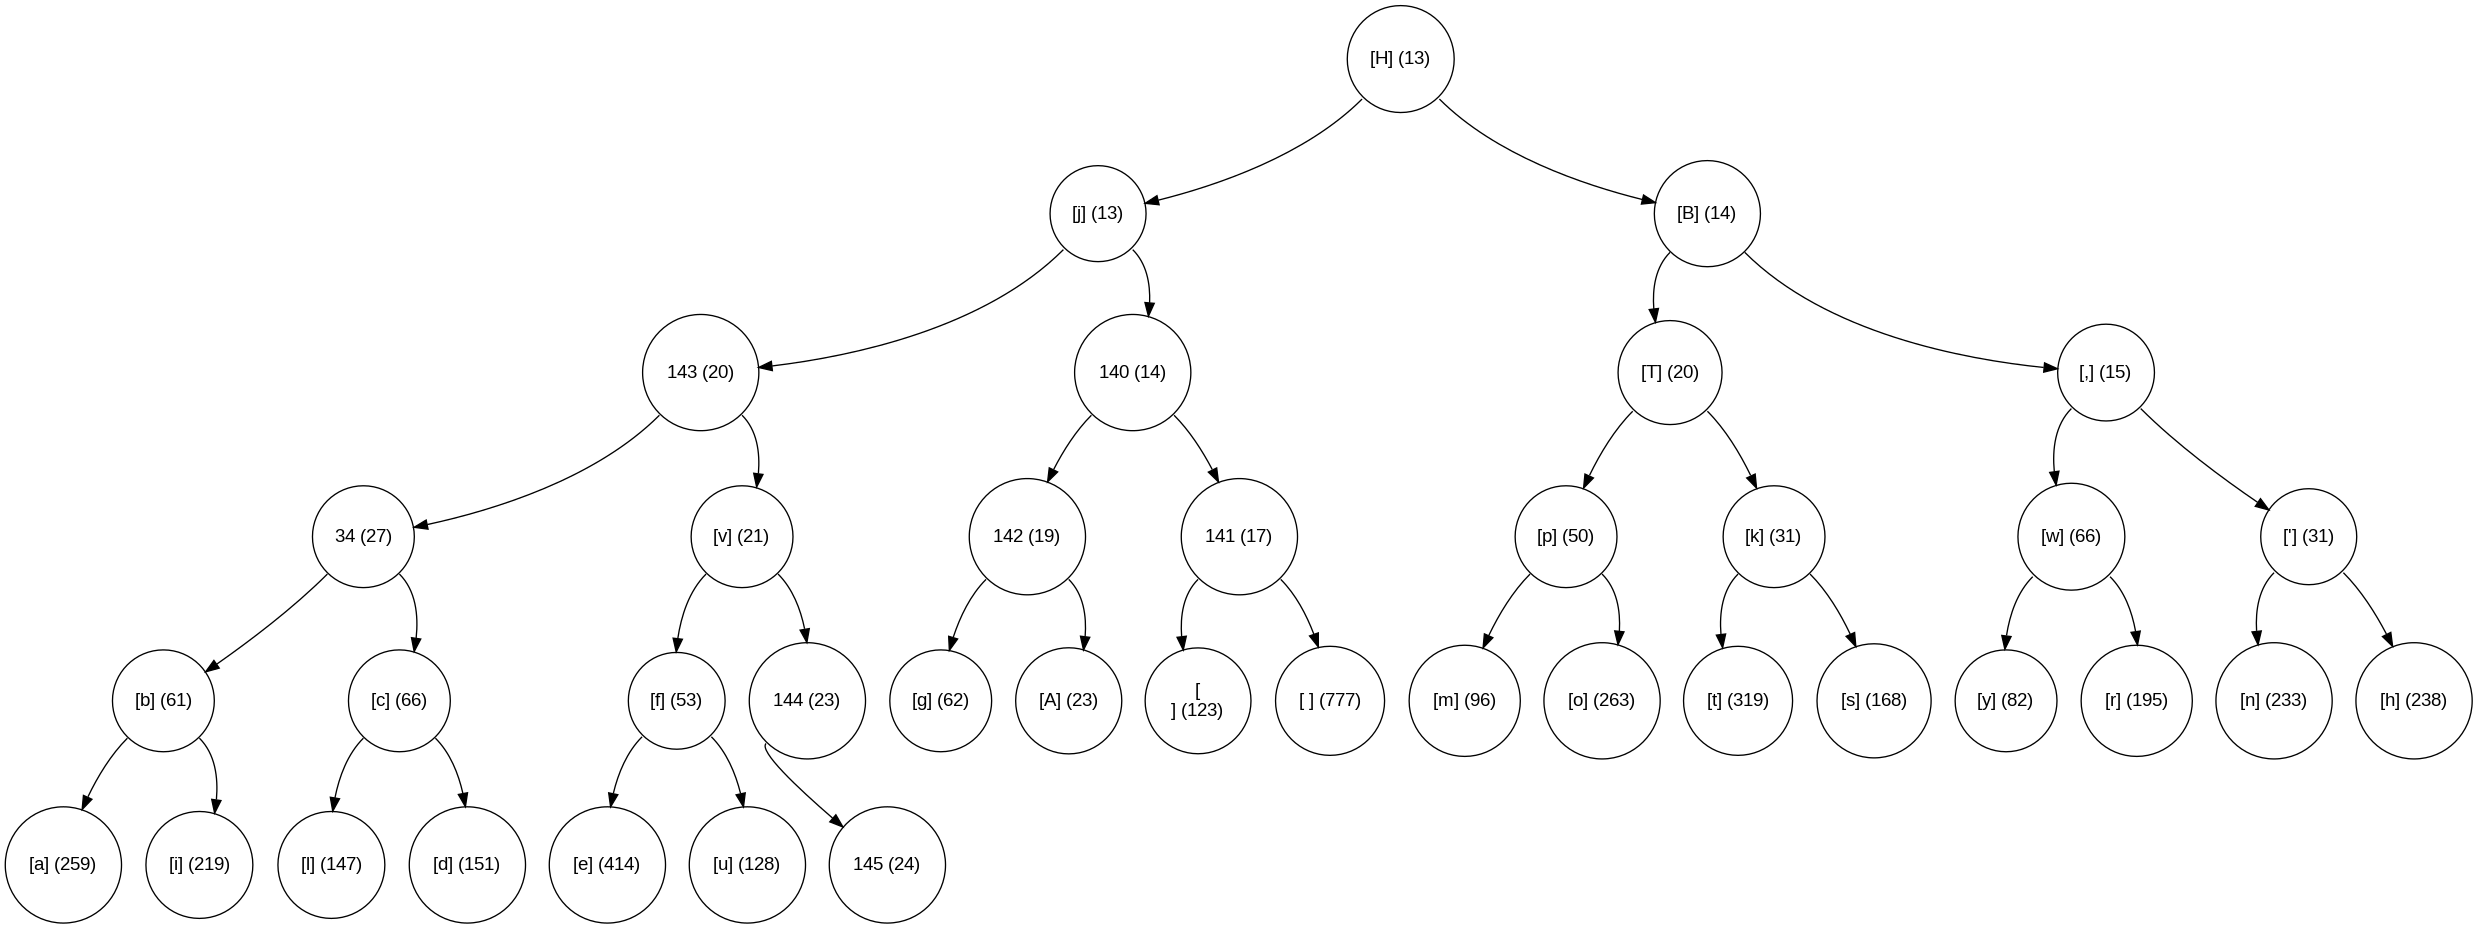 [H] (13)
[j] (13)
[B] (14)
143 (20)
140 (14)
[T] (20)
[,] (15)
34 (27)
[v] (21)
142 (19)
141 (17)
[p] (50)
[k] (31)
[w] (66)
['] (31)
[b] (61)
[c] (66)
[f] (53)
144 (23)
[g] (62)
[A] (23)
[
] (123)
[ ] (777)
[m] (96)
[o] (263)
[t] (319)
[s] (168)
[y] (82)
[r] (195)
[n] (233)
[h] (238)
[a] (259)
[i] (219)
[l] (147)
[d] (151)
[e] (414)
[u] (128)
145 (24)